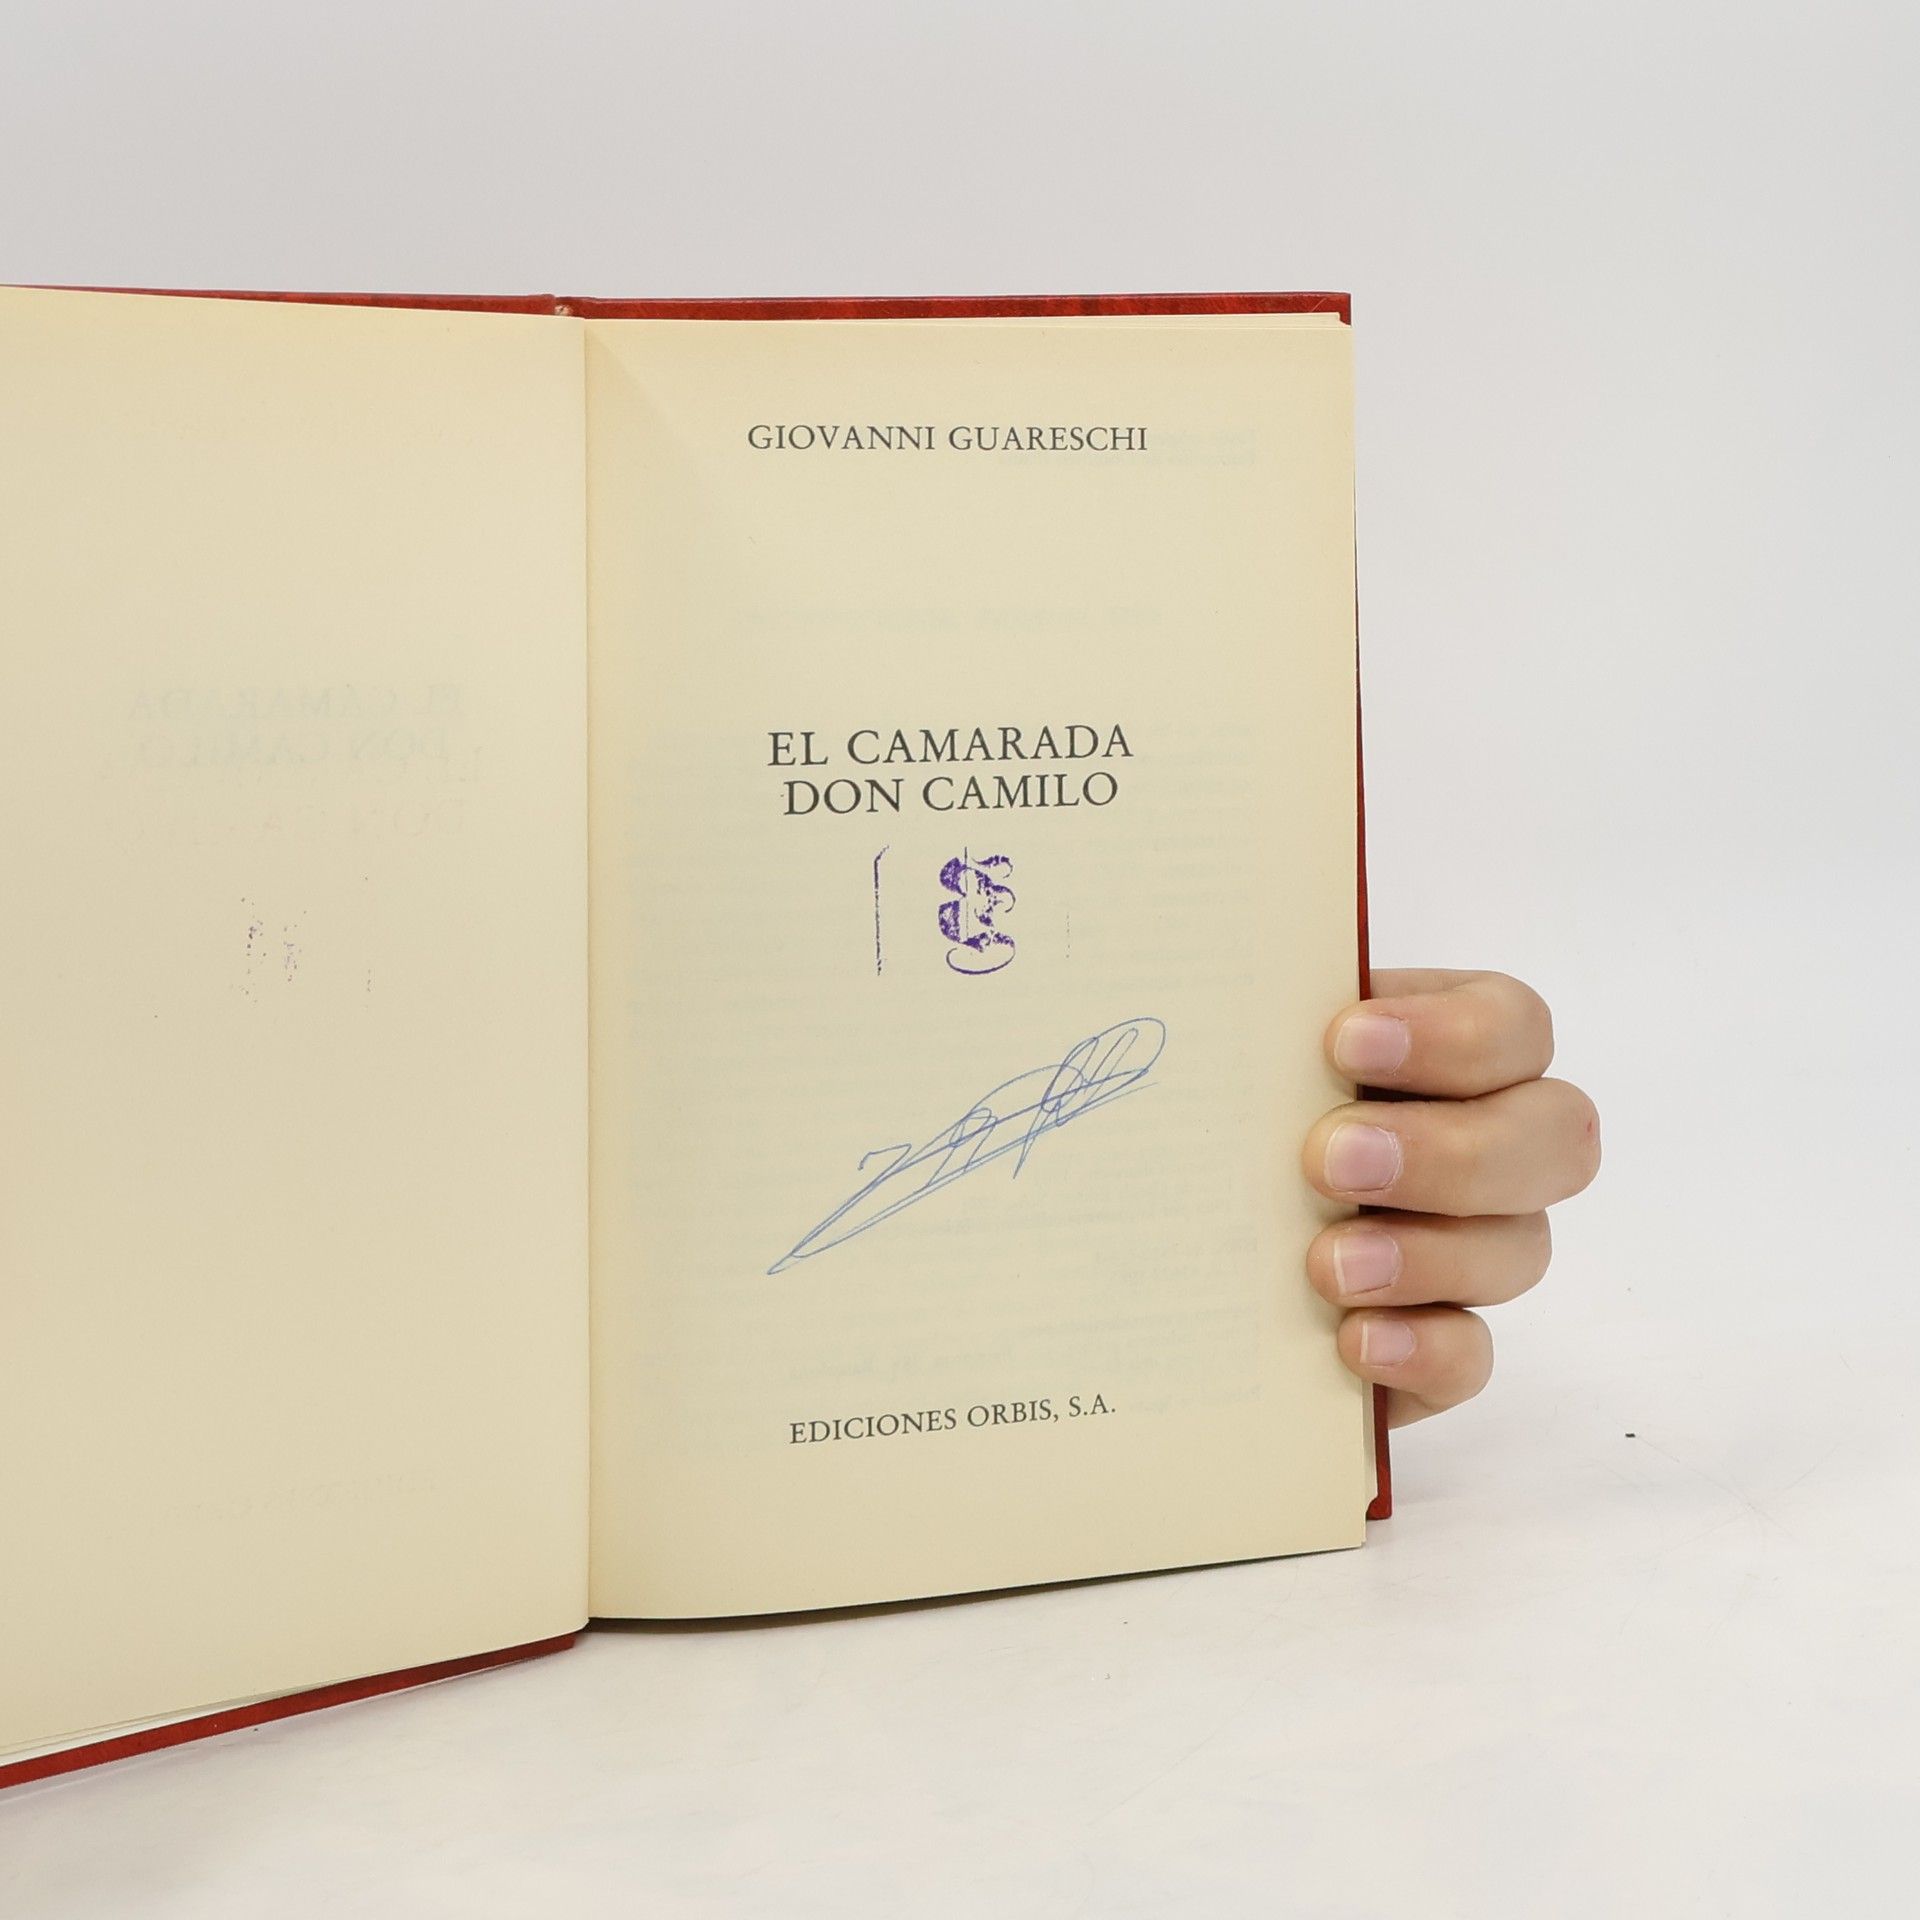 GIOVANNI GUARESCHI
EL CAMARADA
DON CAMILO
EDICIONES ORBIS, S.A.